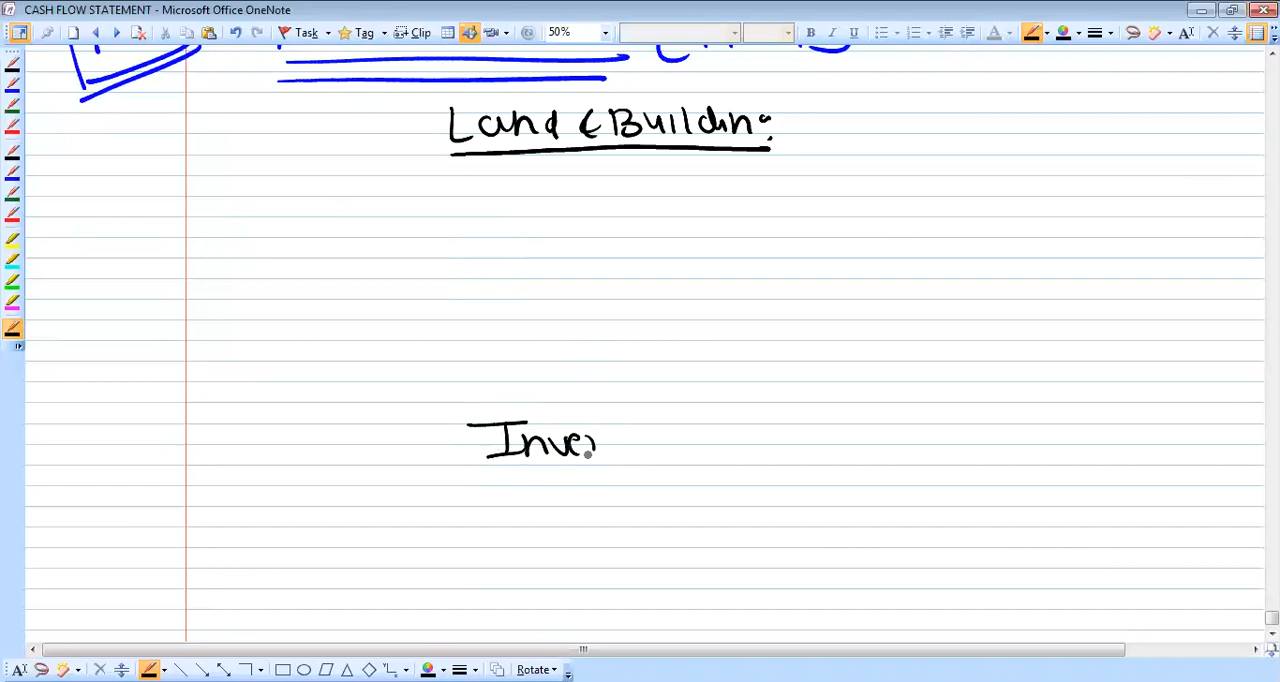 CASH FLOW STATEMENT - Microsoft Office OneNote
Task Tag Clip 50% B I U
Land & Building
Inve
Rotate